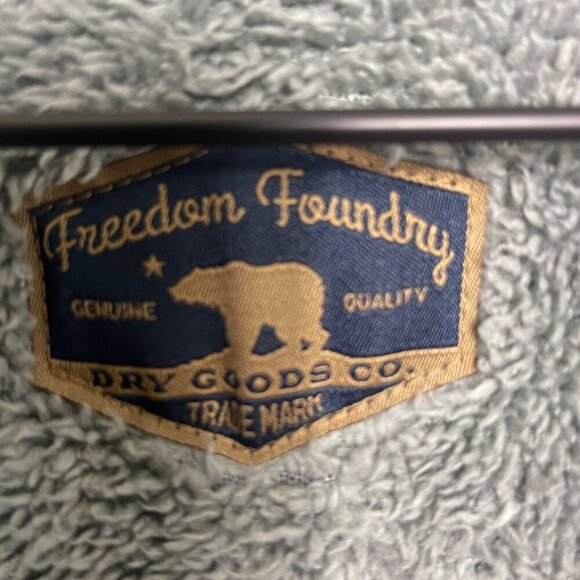 Freedom Foundry
GENUINE QUALITY
DRY GOODS CO.
TRADE MARK